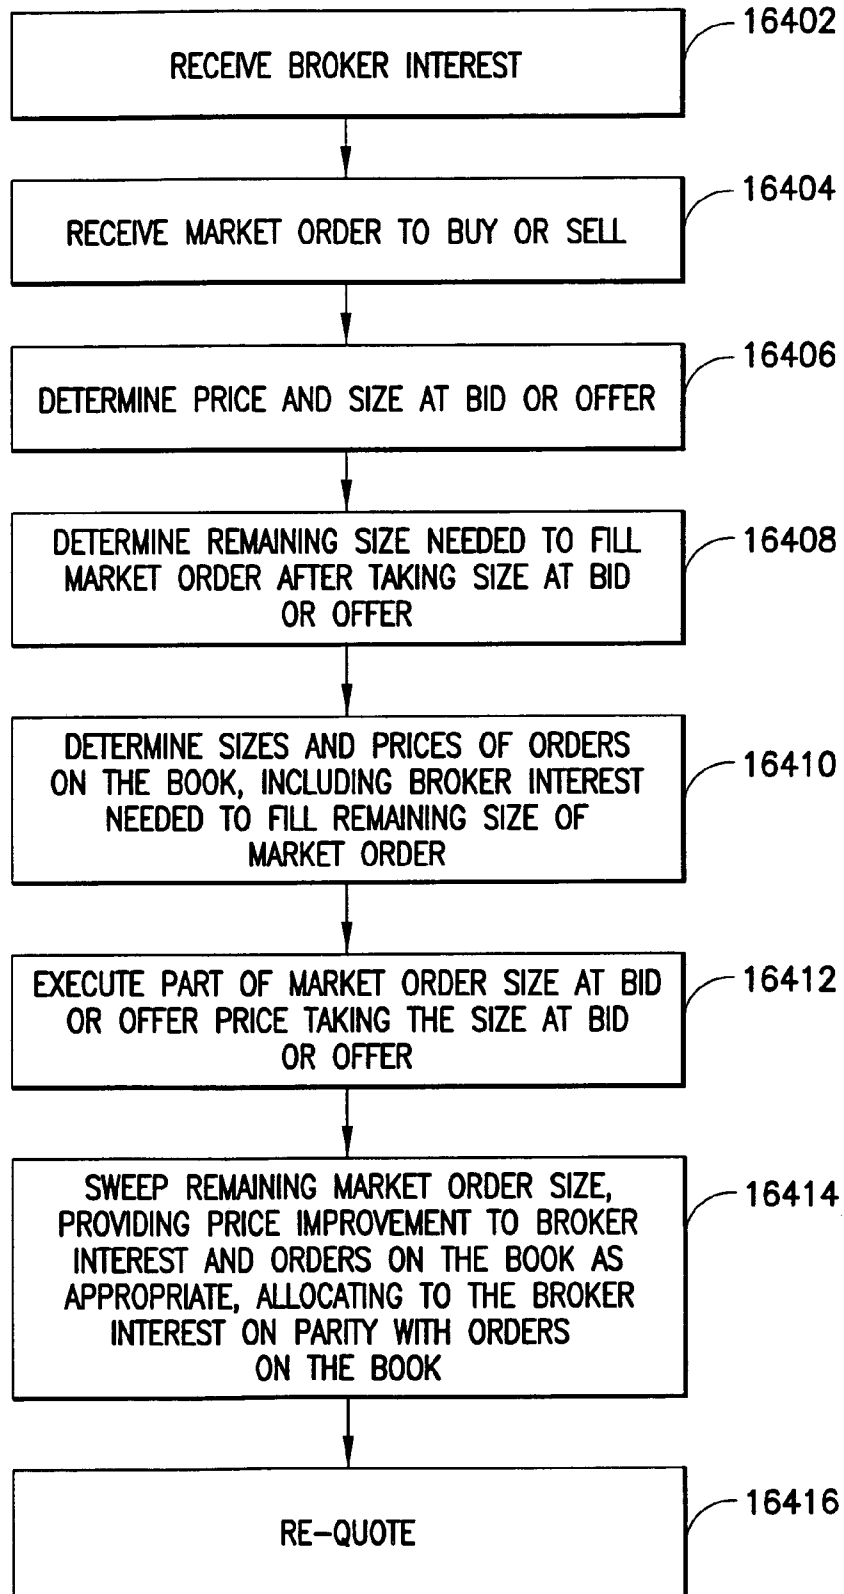 16402
RECEIVE BROKER INTEREST
16404
RECEIVE MARKET ORDER TO BUY OR SELL
16406
DETERMINE PRICE AND SIZE AT BID OR OFFER
16408
DETERMINE REMAINING SIZE NEEDED TO FILL
MARKET ORDER AFTER TAKING SIZE AT BID
OR OFFER
16410
DETERMINE SIZES AND PRICES OF ORDERS
ON THE BOOK, INCLUDING BROKER INTEREST
NEEDED TO FILL REMAINING SIZE OF
MARKET ORDER
16412
EXECUTE PART OF MARKET ORDER SIZE AT BID
OR OFFER PRICE TAKING THE SIZE AT BID
OR OFFER
16414
SWEEP REMAINING MARKET ORDER SIZE,
PROVIDING PRICE IMPROVEMENT TO BROKER
INTEREST AND ORDERS ON THE BOOK AS
APPROPRIATE, ALLOCATING TO THE BROKER
INTEREST ON PARITY WITH ORDERS
ON THE BOOK
16416
RE-QUOTE